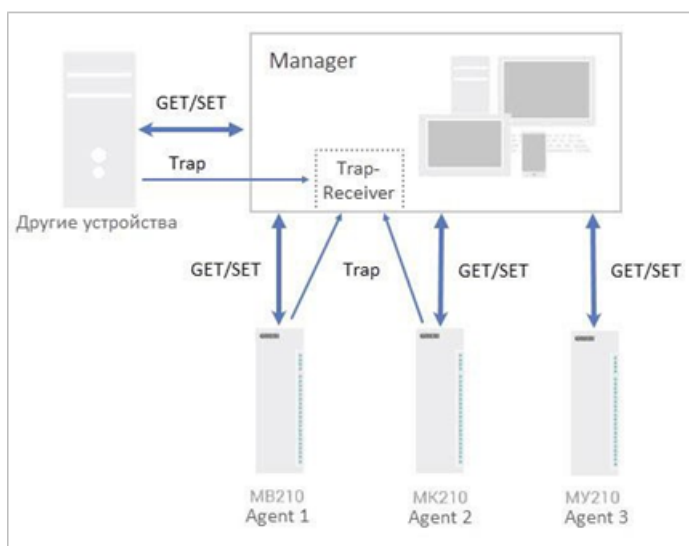 Manager
GET/SET
Trap
Trap-
Receiver
Другие устройства
GET/SET
Trap
GET/SET
GET/SET
МВ210
Agent 1
МК210
Agent 2
МУ210
Agent 3